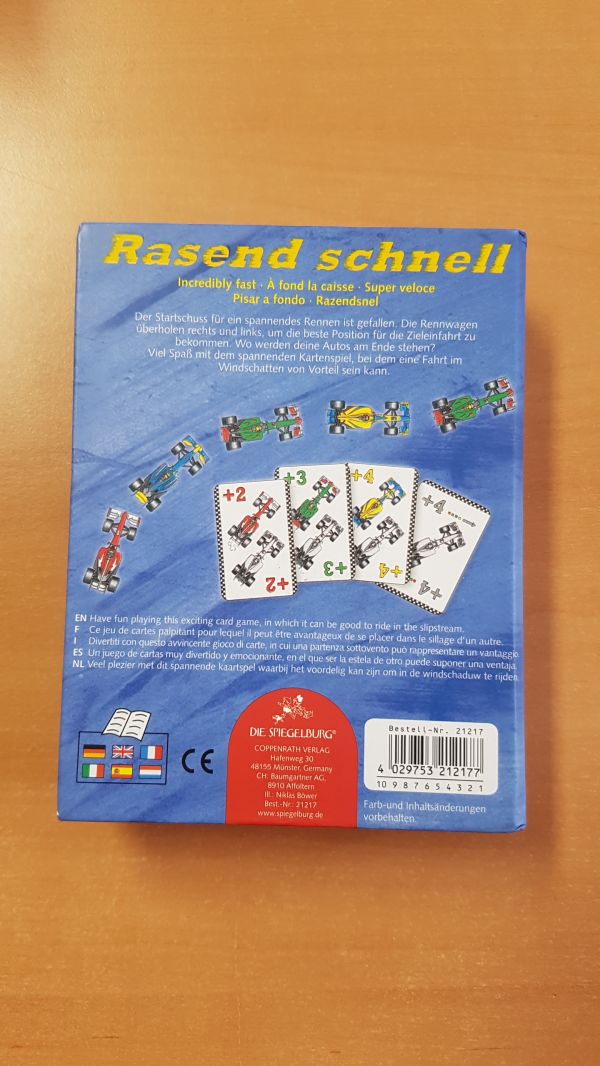 Rasend schnell
Incredibly fast · À fond la caisse · Super veloce
Pisar a fondo · Razendsnel
Der Startschuss für ein spannendes Rennen ist gefallen. Die Rennwagen
überholen rechts und links, um die beste Position für die Zieleinfahrt zu
bekommen. Wo werden deine Autos am Ende stehen?
Viel Spaß mit dem spannenden Kartenspiel, bei dem eine Fahrt im
Windschatten von Vorteil sein kann.
+2
+3
+4
+4
+2
+3
+4
+4
EN Have fun playing this exciting card game, in which it can be good to ride in the slipstream.
F Ce jeu de cartes palpitant pour lequel il peut être avantageux de se placer dans le sillage d'un autre.
I Divertiti con questo avvincente gioco di carte, in cui una partenza sottovento può rappresentare un vantaggio.
ES Un juego de cartas muy divertido y emocionante, en el que ser la estela de otro puede suponer una ventaja.
NL Veel plezier met dit spannende kaartspel waarbij het voordelig kan zijn om in de windschaduw te rijden.
CE
DIE SPIEGELBURG®
COPPENRATH VERLAG
Hafenweg 30
48155 Münster, Germany
CH: Baumgartner AG,
8910 Affoltern
Ill.: Niklas Böwer
Best.-Nr.: 21217
www.spiegelburg.de
Bestell-Nr. 21217
4 029753 212177
10 9 8 7 6 5 4 3 2 1
Farb-und Inhaltsänderungen
vorbehalten.